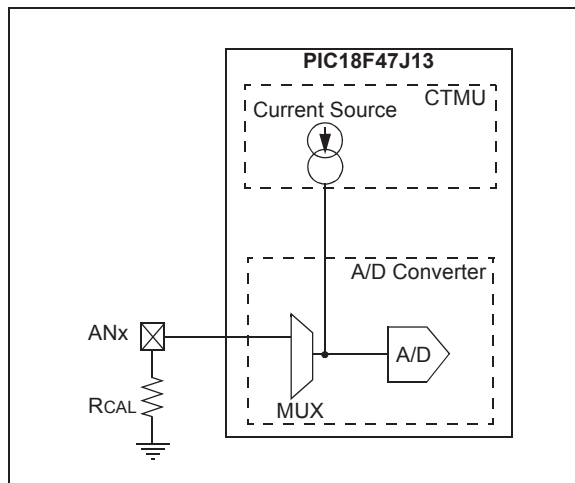 PIC18F47J13
CTMU
Current Source
A/D Converter
ANx
A/D
RCAL
MUX